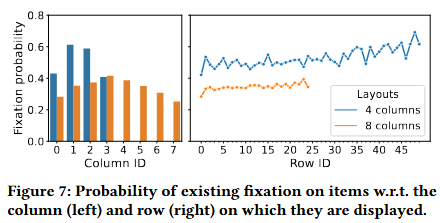 0.8
0.6
0.4
0.2
0.0
Fixation probability
0 1 2 3 4 5 6 7
Column ID
0 5 10 15 20 25 30 35 40 45
Row ID
Layouts
4 columns
8 columns
Figure 7: Probability of existing fixation on items w.r.t. the
column (left) and row (right) on which they are displayed.